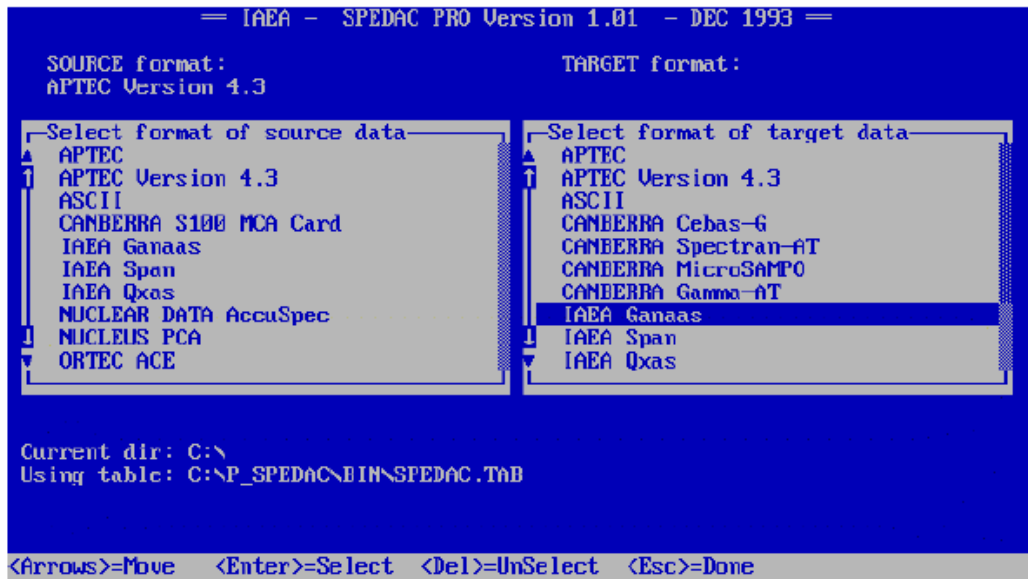 IAEA - SPEDAC PRO Version 1.01 - DEC 1993
SOURCE format:
APTEC Version 4.3
TARGET format:
Select format of source data
APTEC
APTEC Version 4.3
ASCII
CANBERRA S100 MCA Card
IAEA Ganaas
IAEA Span
IAEA Qxas
NUCLEAR DATA AccuSpec
NUCLEUS PCA
ORTEC ACE
Select format of target data
APTEC
APTEC Version 4.3
ASCII
CANBERRA Cebas-G
CANBERRA Spectran-AT
CANBERRA MicroSAMPO
CANBERRA Gamma-AT
IAEA Ganaas
IAEA Span
IAEA Qxas
Current dir: C:\
Using table: C:\P_SPEDAC\BIN\SPEDAC.TAB
<Arrows>=Move <Enter>=Select <Del>=UnSelect <Esc>=Done